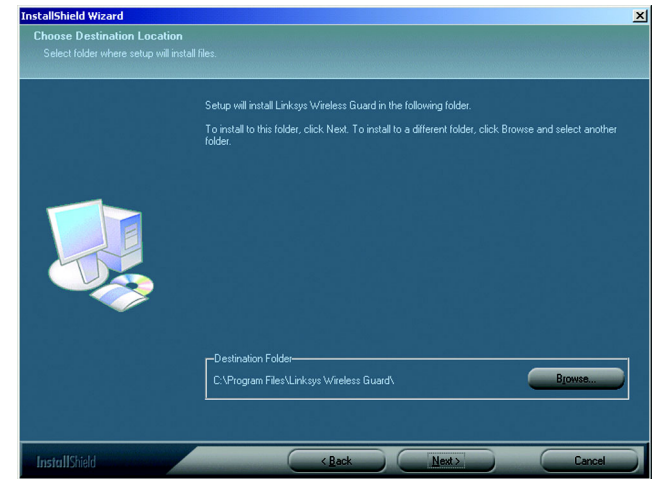 InstallShield Wizard
Choose Destination Location
Select folder where setup will install files.
Setup will install Linksys Wireless Guard in the following folder.
To install to this folder, click Next. To install to a different folder, click Browse and select another
folder.
Destination Folder
C:\Program Files\Linksys Wireless Guard\
Browse...
InstallShield
< Back
Next >
Cancel